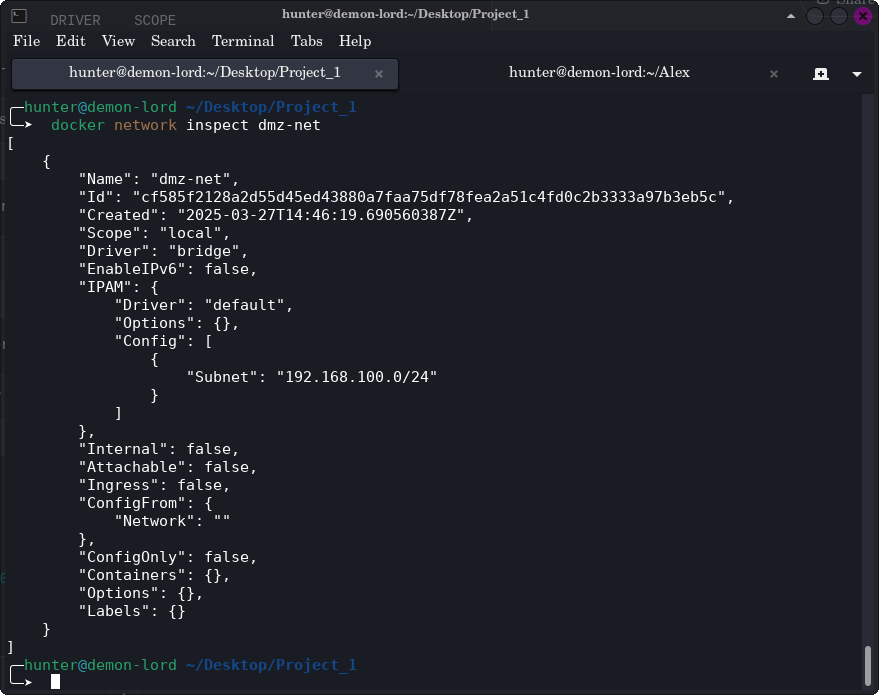 DRIVER SCOPE
hunter@demon-lord:~/Desktop/Project_1
File Edit View Search Terminal Tabs Help
hunter@demon-lord:~/Desktop/Project_1 × hunter@demon-lord:~/Alex ×
hunter@demon-lord ~/Desktop/Project_1
docker network inspect dmz-net
[
    {
        "Name": "dmz-net",
        "Id": "cf585f2128a2d55d45ed43880a7faa75df78fea2a51c4fd0c2b3333a97b3eb5c",
        "Created": "2025-03-27T14:46:19.690560387Z",
        "Scope": "local",
        "Driver": "bridge",
        "EnableIPv6": false,
        "IPAM": {
            "Driver": "default",
            "Options": {},
            "Config": [
                {
                    "Subnet": "192.168.100.0/24"
                }
            ]
        },
        "Internal": false,
        "Attachable": false,
        "Ingress": false,
        "ConfigFrom": {
            "Network": ""
        },
        "ConfigOnly": false,
        "Containers": {},
        "Options": {},
        "Labels": {}
    }
]
hunter@demon-lord ~/Desktop/Project_1